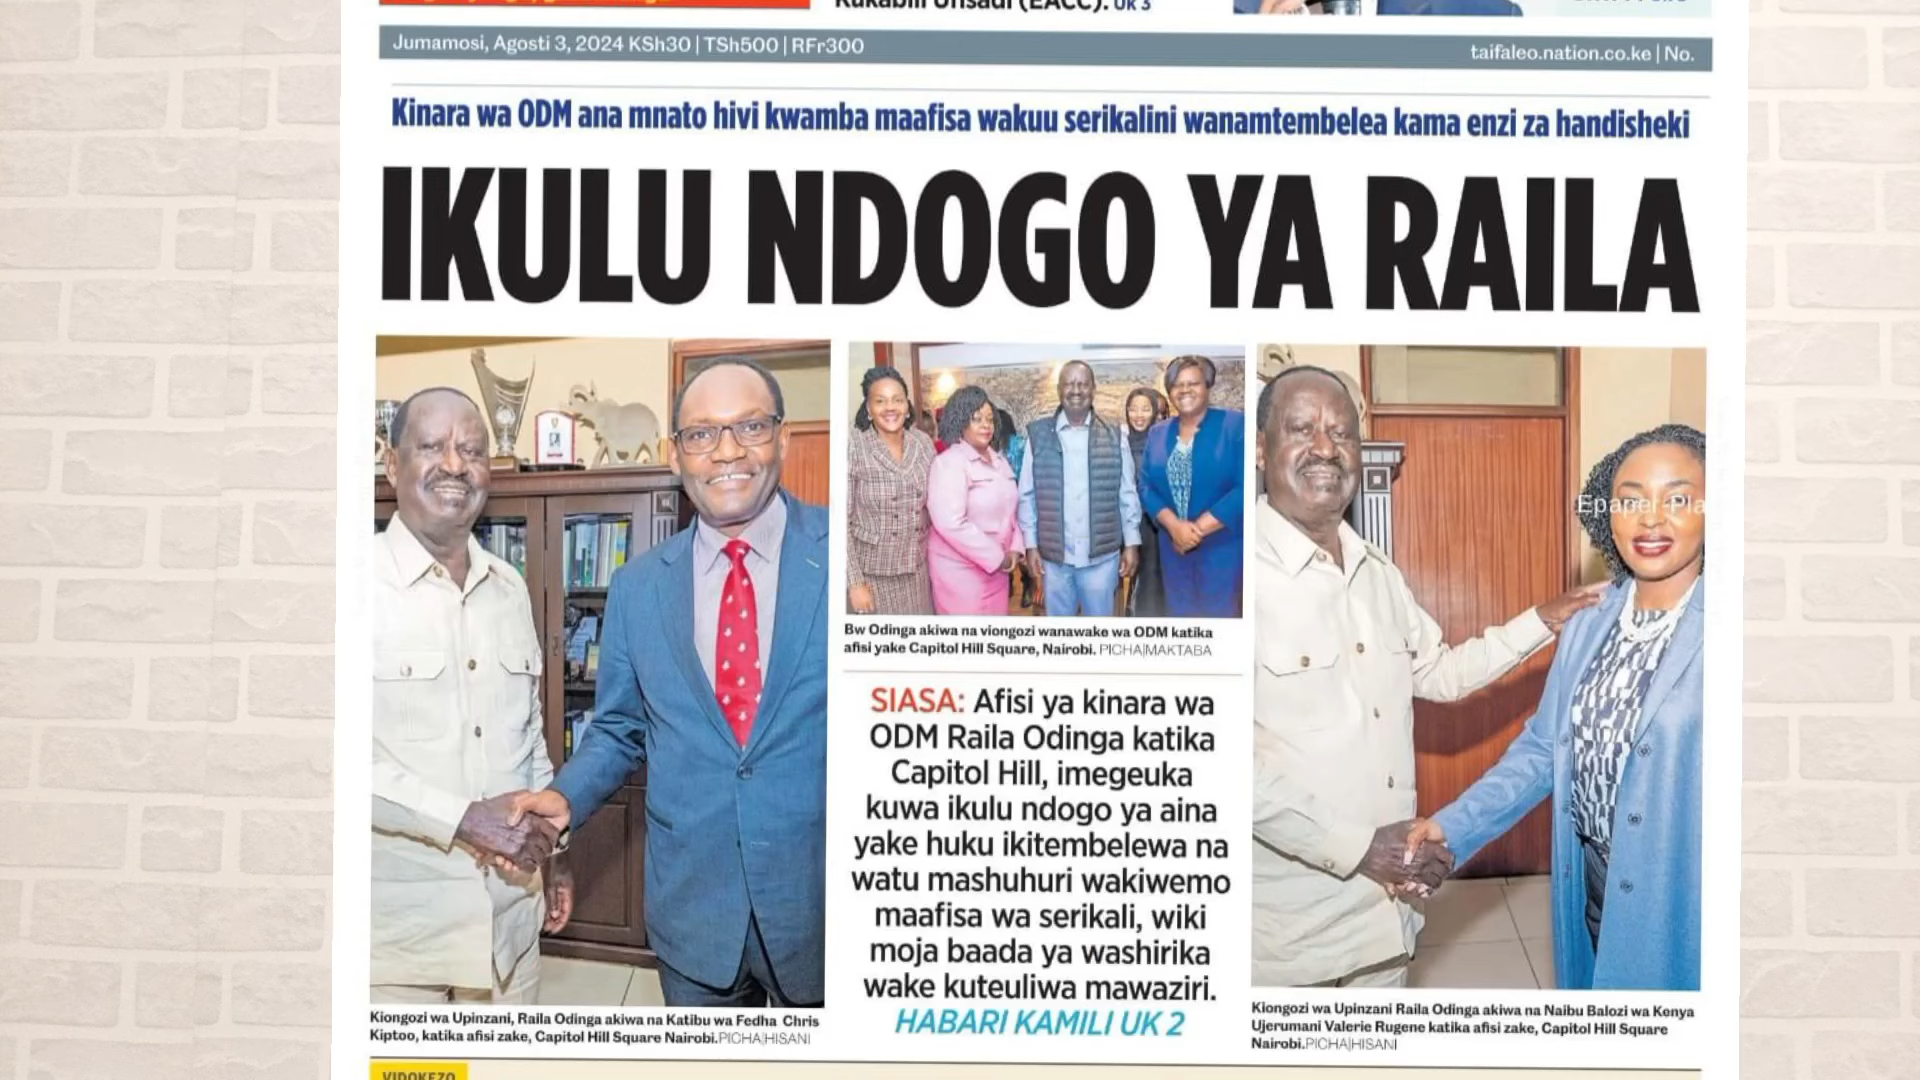 Jumamosi, Agosti 3, 2024 KSh30 | TSh500 | RFr300
taifaleo.nation.co.ke | No.
Kinara wa ODM ana mnato hivi kwamba maafisa wakuu serikalini wanamtembelea kama enzi za handisheki
IKULU NDOGO YA RAILA
Kiongozi wa Upinzani, Raila Odinga akiwa na Katibu wa Fedha Chris
Kiptoo, katika afisi zake, Capitol Hill Square Nairobi.PICHA|HISANI
Bw Odinga akiwa na viongozi wanawake wa ODM katika
afisi yake Capitol Hill Square, Nairobi. PICHA|MAKTABA
SIASA: Afisi ya kinara wa
ODM Raila Odinga katika
Capitol Hill, imegeuka
kuwa ikulu ndogo ya aina
yake huku ikitembelewa na
watu mashuhuri wakiwemo
maafisa wa serikali, wiki
moja baada ya washirika
wake kuteuliwa mawaziri.
HABARI KAMILI UK 2
Epaper-Pla
Kiongozi wa Upinzani Raila Odinga akiwa na Naibu Balozi wa Kenya
Ujerumani Valerie Rugene katika afisi zake, Capitol Hill Square
Nairobi.PICHA|HISANI
VIDOKEZO